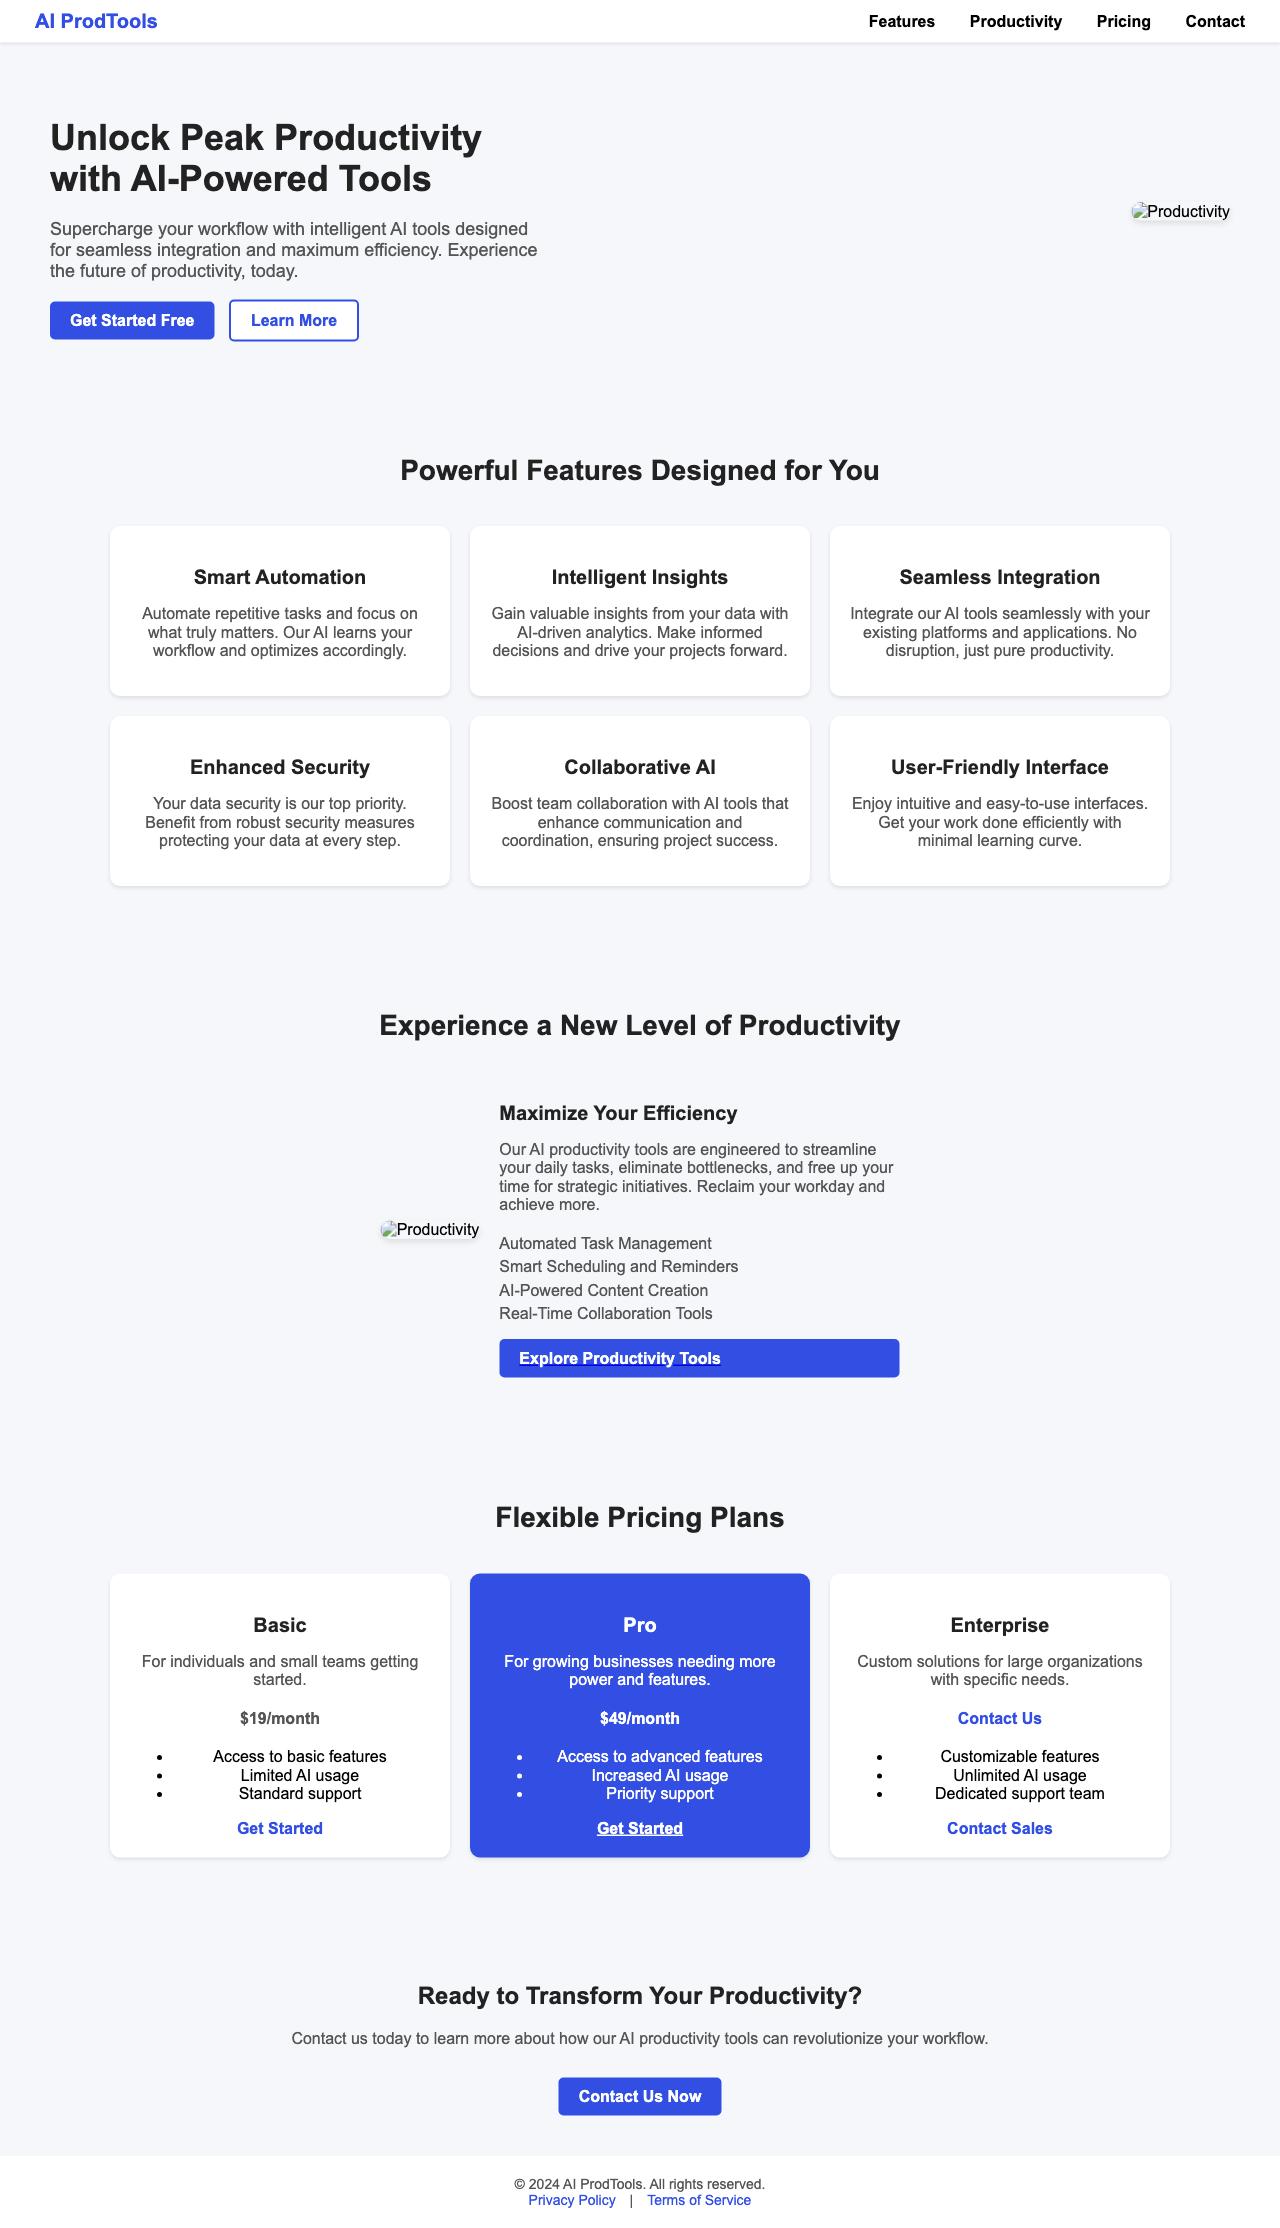 AI ProdTools
Features
Productivity
Pricing
Contact
Unlock Peak Productivity
with AI-Powered Tools
Supercharge your workflow with intelligent AI tools designed
for seamless integration and maximum efficiency. Experience
the future of productivity, today.
Get Started Free
Learn More
Productivity
Powerful Features Designed for You
Smart Automation
Automate repetitive tasks and focus on
what truly matters. Our AI learns your
workflow and optimizes accordingly.
Intelligent Insights
Gain valuable insights from your data with
AI-driven analytics. Make informed
decisions and drive your projects forward.
Seamless Integration
Integrate our AI tools seamlessly with your
existing platforms and applications. No
disruption, just pure productivity.
Enhanced Security
Your data security is our top priority.
Benefit from robust security measures
protecting your data at every step.
Collaborative AI
Boost team collaboration with AI tools that
enhance communication and
coordination, ensuring project success.
User-Friendly Interface
Enjoy intuitive and easy-to-use interfaces.
Get your work done efficiently with
minimal learning curve.
Experience a New Level of Productivity
Productivity
Maximize Your Efficiency
Our AI productivity tools are engineered to streamline
your daily tasks, eliminate bottlenecks, and free up your
time for strategic initiatives. Reclaim your workday and
achieve more.
Automated Task Management
Smart Scheduling and Reminders
AI-Powered Content Creation
Real-Time Collaboration Tools
Explore Productivity Tools
Flexible Pricing Plans
Basic
For individuals and small teams getting
started.
$19/month
• Access to basic features
• Limited AI usage
• Standard support
Get Started
Pro
For growing businesses needing more
power and features.
$49/month
• Access to advanced features
• Increased AI usage
• Priority support
Get Started
Enterprise
Custom solutions for large organizations
with specific needs.
Contact Us
• Customizable features
• Unlimited AI usage
• Dedicated support team
Contact Sales
Ready to Transform Your Productivity?
Contact us today to learn more about how our AI productivity tools can revolutionize your workflow.
Contact Us Now
© 2024 AI ProdTools. All rights reserved.
Privacy Policy | Terms of Service